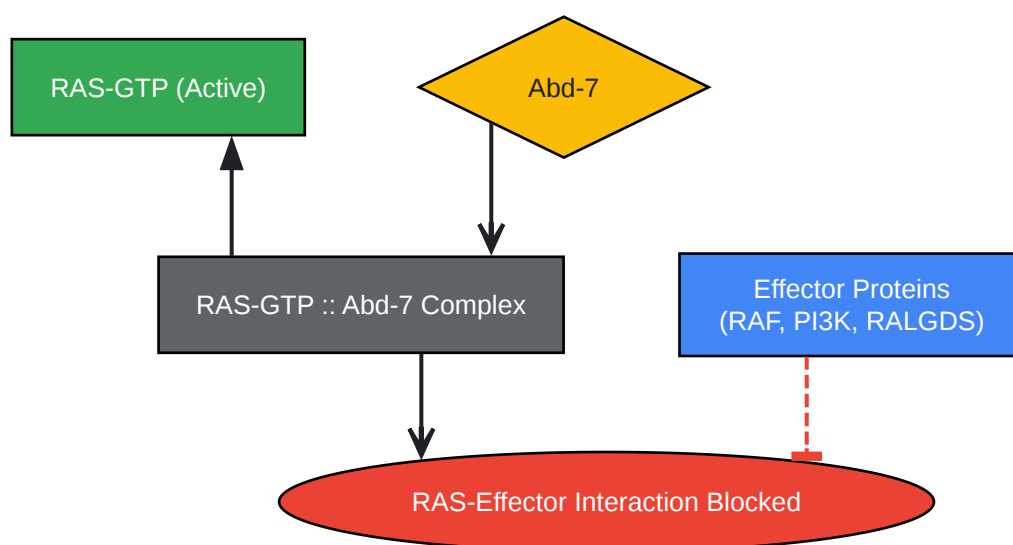 RAS-GTP (Active)
Abd-7
RAS-GTP :: Abd-7 Complex
Effector Proteins
(RAF, PI3K, RALGDS)
RAS-Effector Interaction Blocked